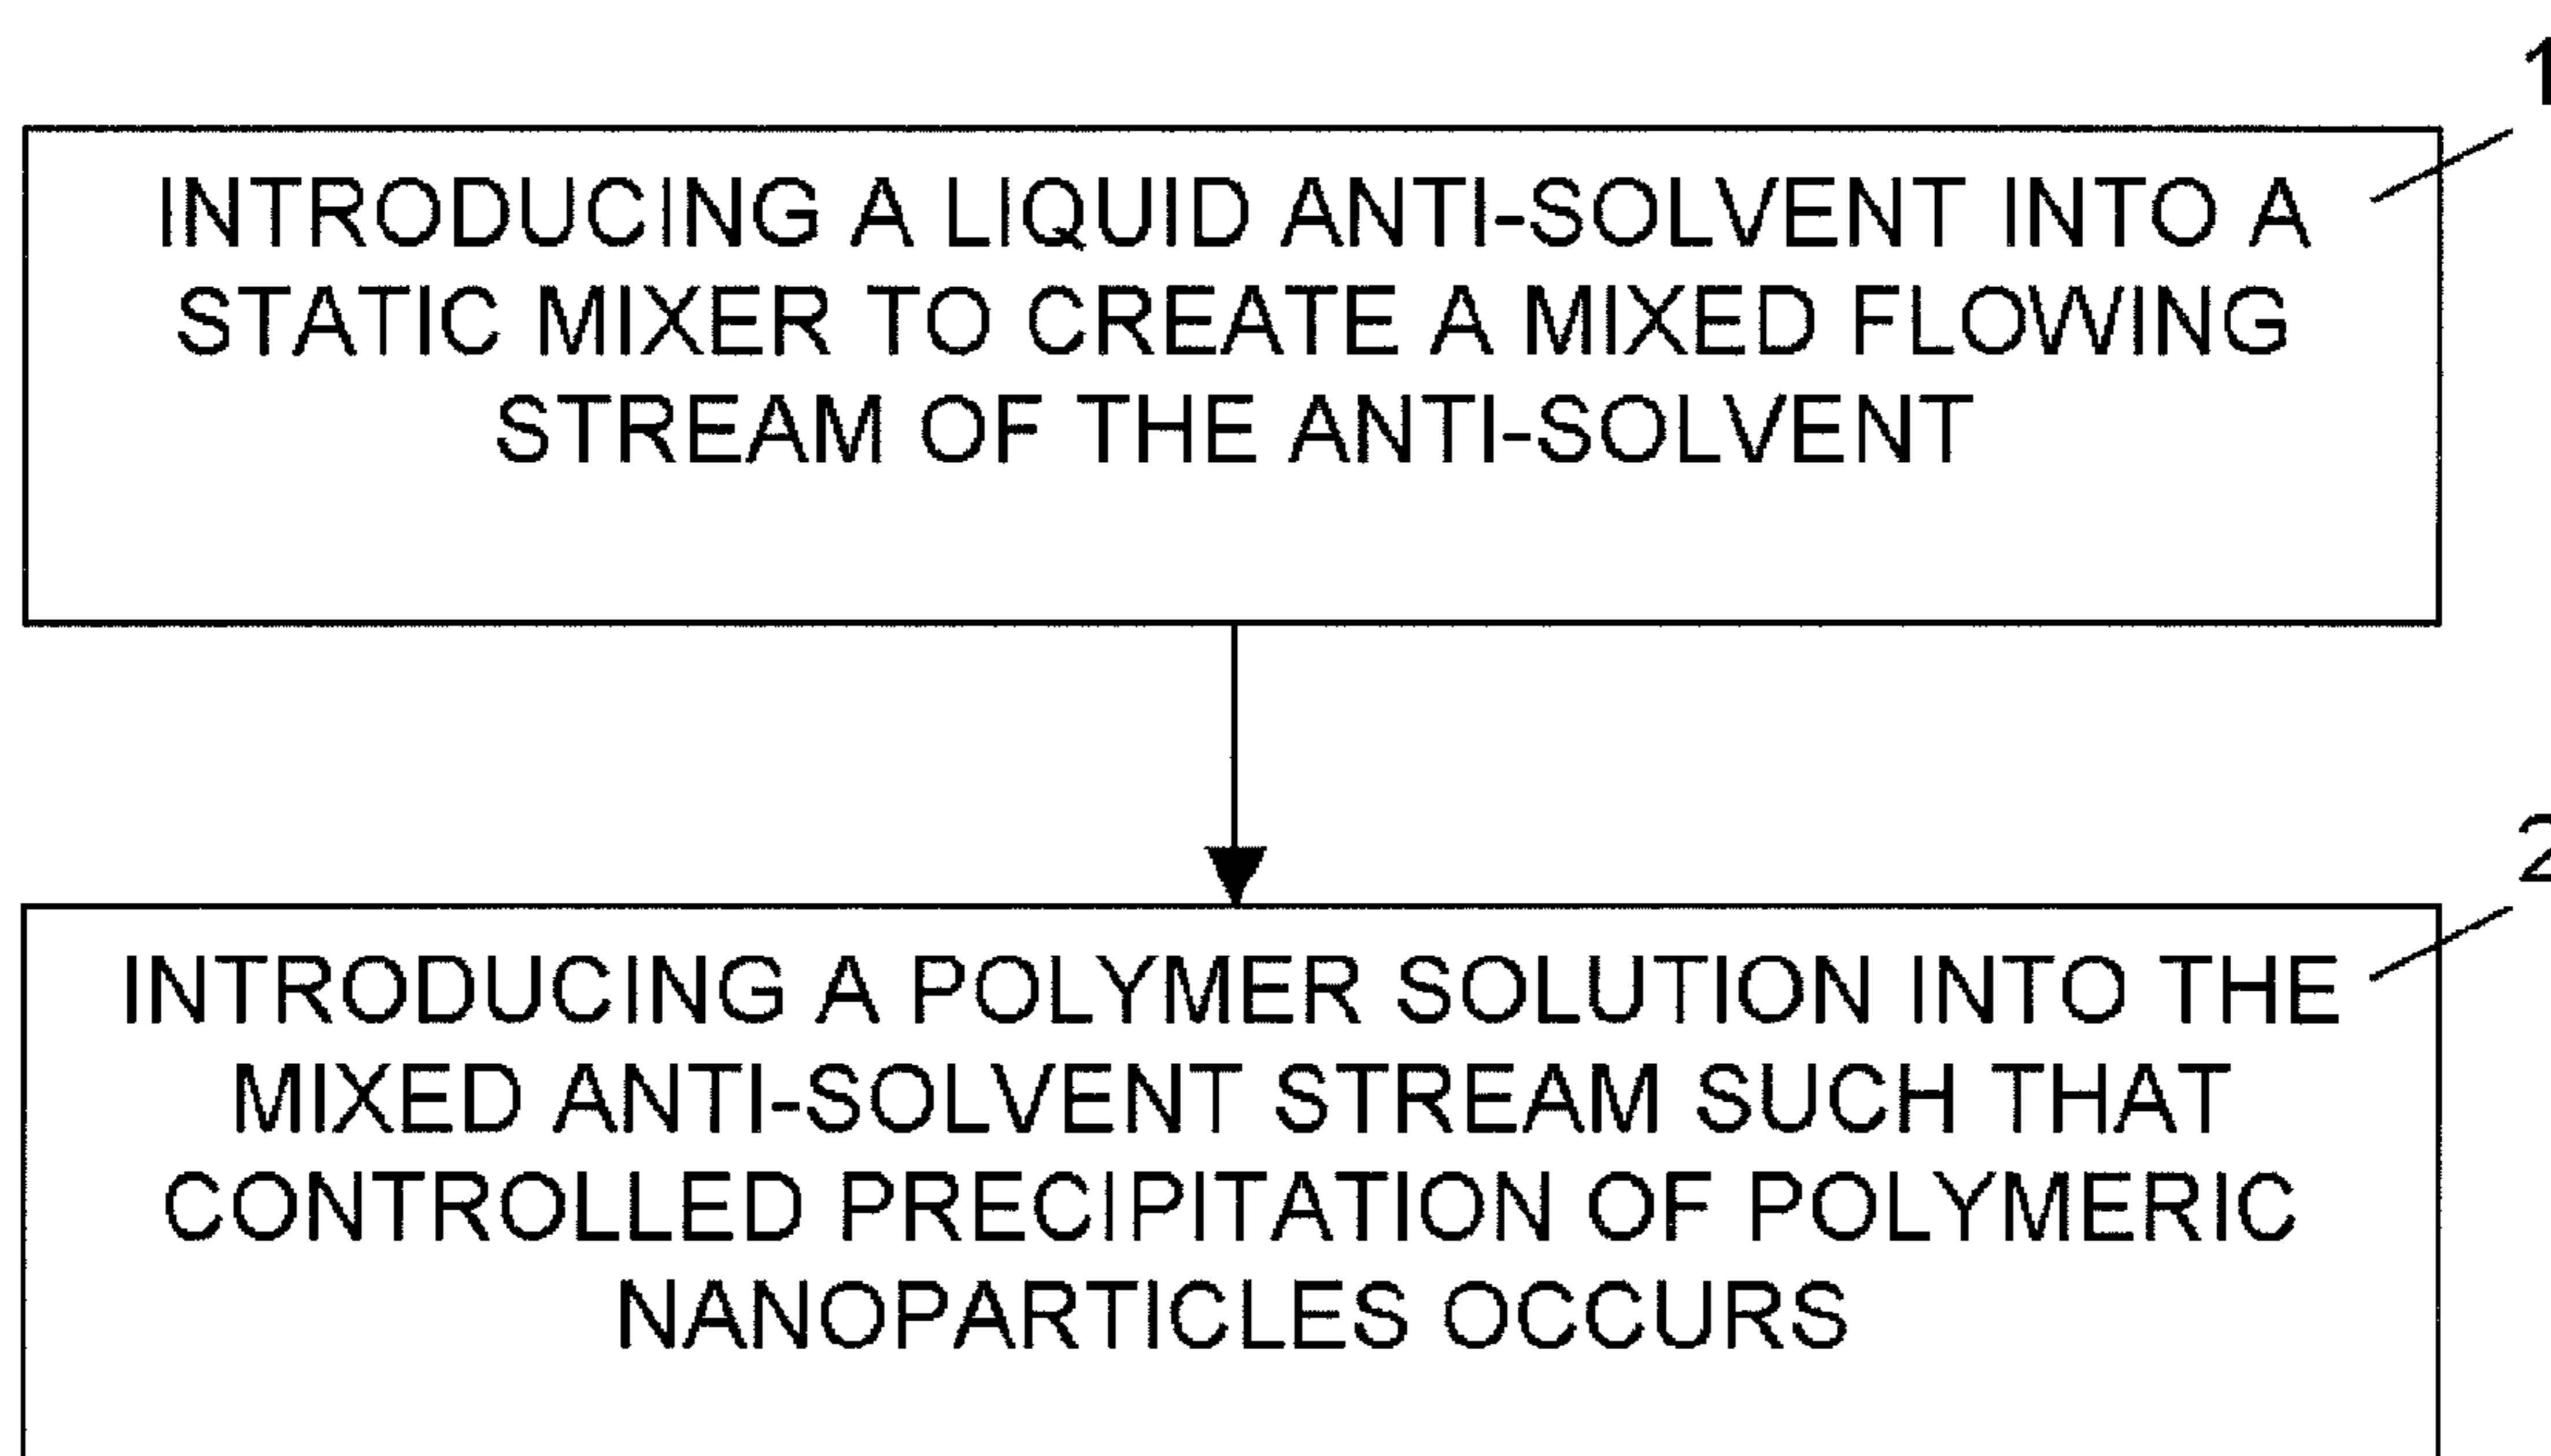 1
INTRODUCING A LIQUID ANTI-SOLVENT INTO A
STATIC MIXER TO CREATE A MIXED FLOWING
STREAM OF THE ANTI-SOLVENT
2
INTRODUCING A POLYMER SOLUTION INTO THE
MIXED ANTI-SOLVENT STREAM SUCH THAT
CONTROLLED PRECIPITATION OF POLYMERIC
NANOPARTICLES OCCURS